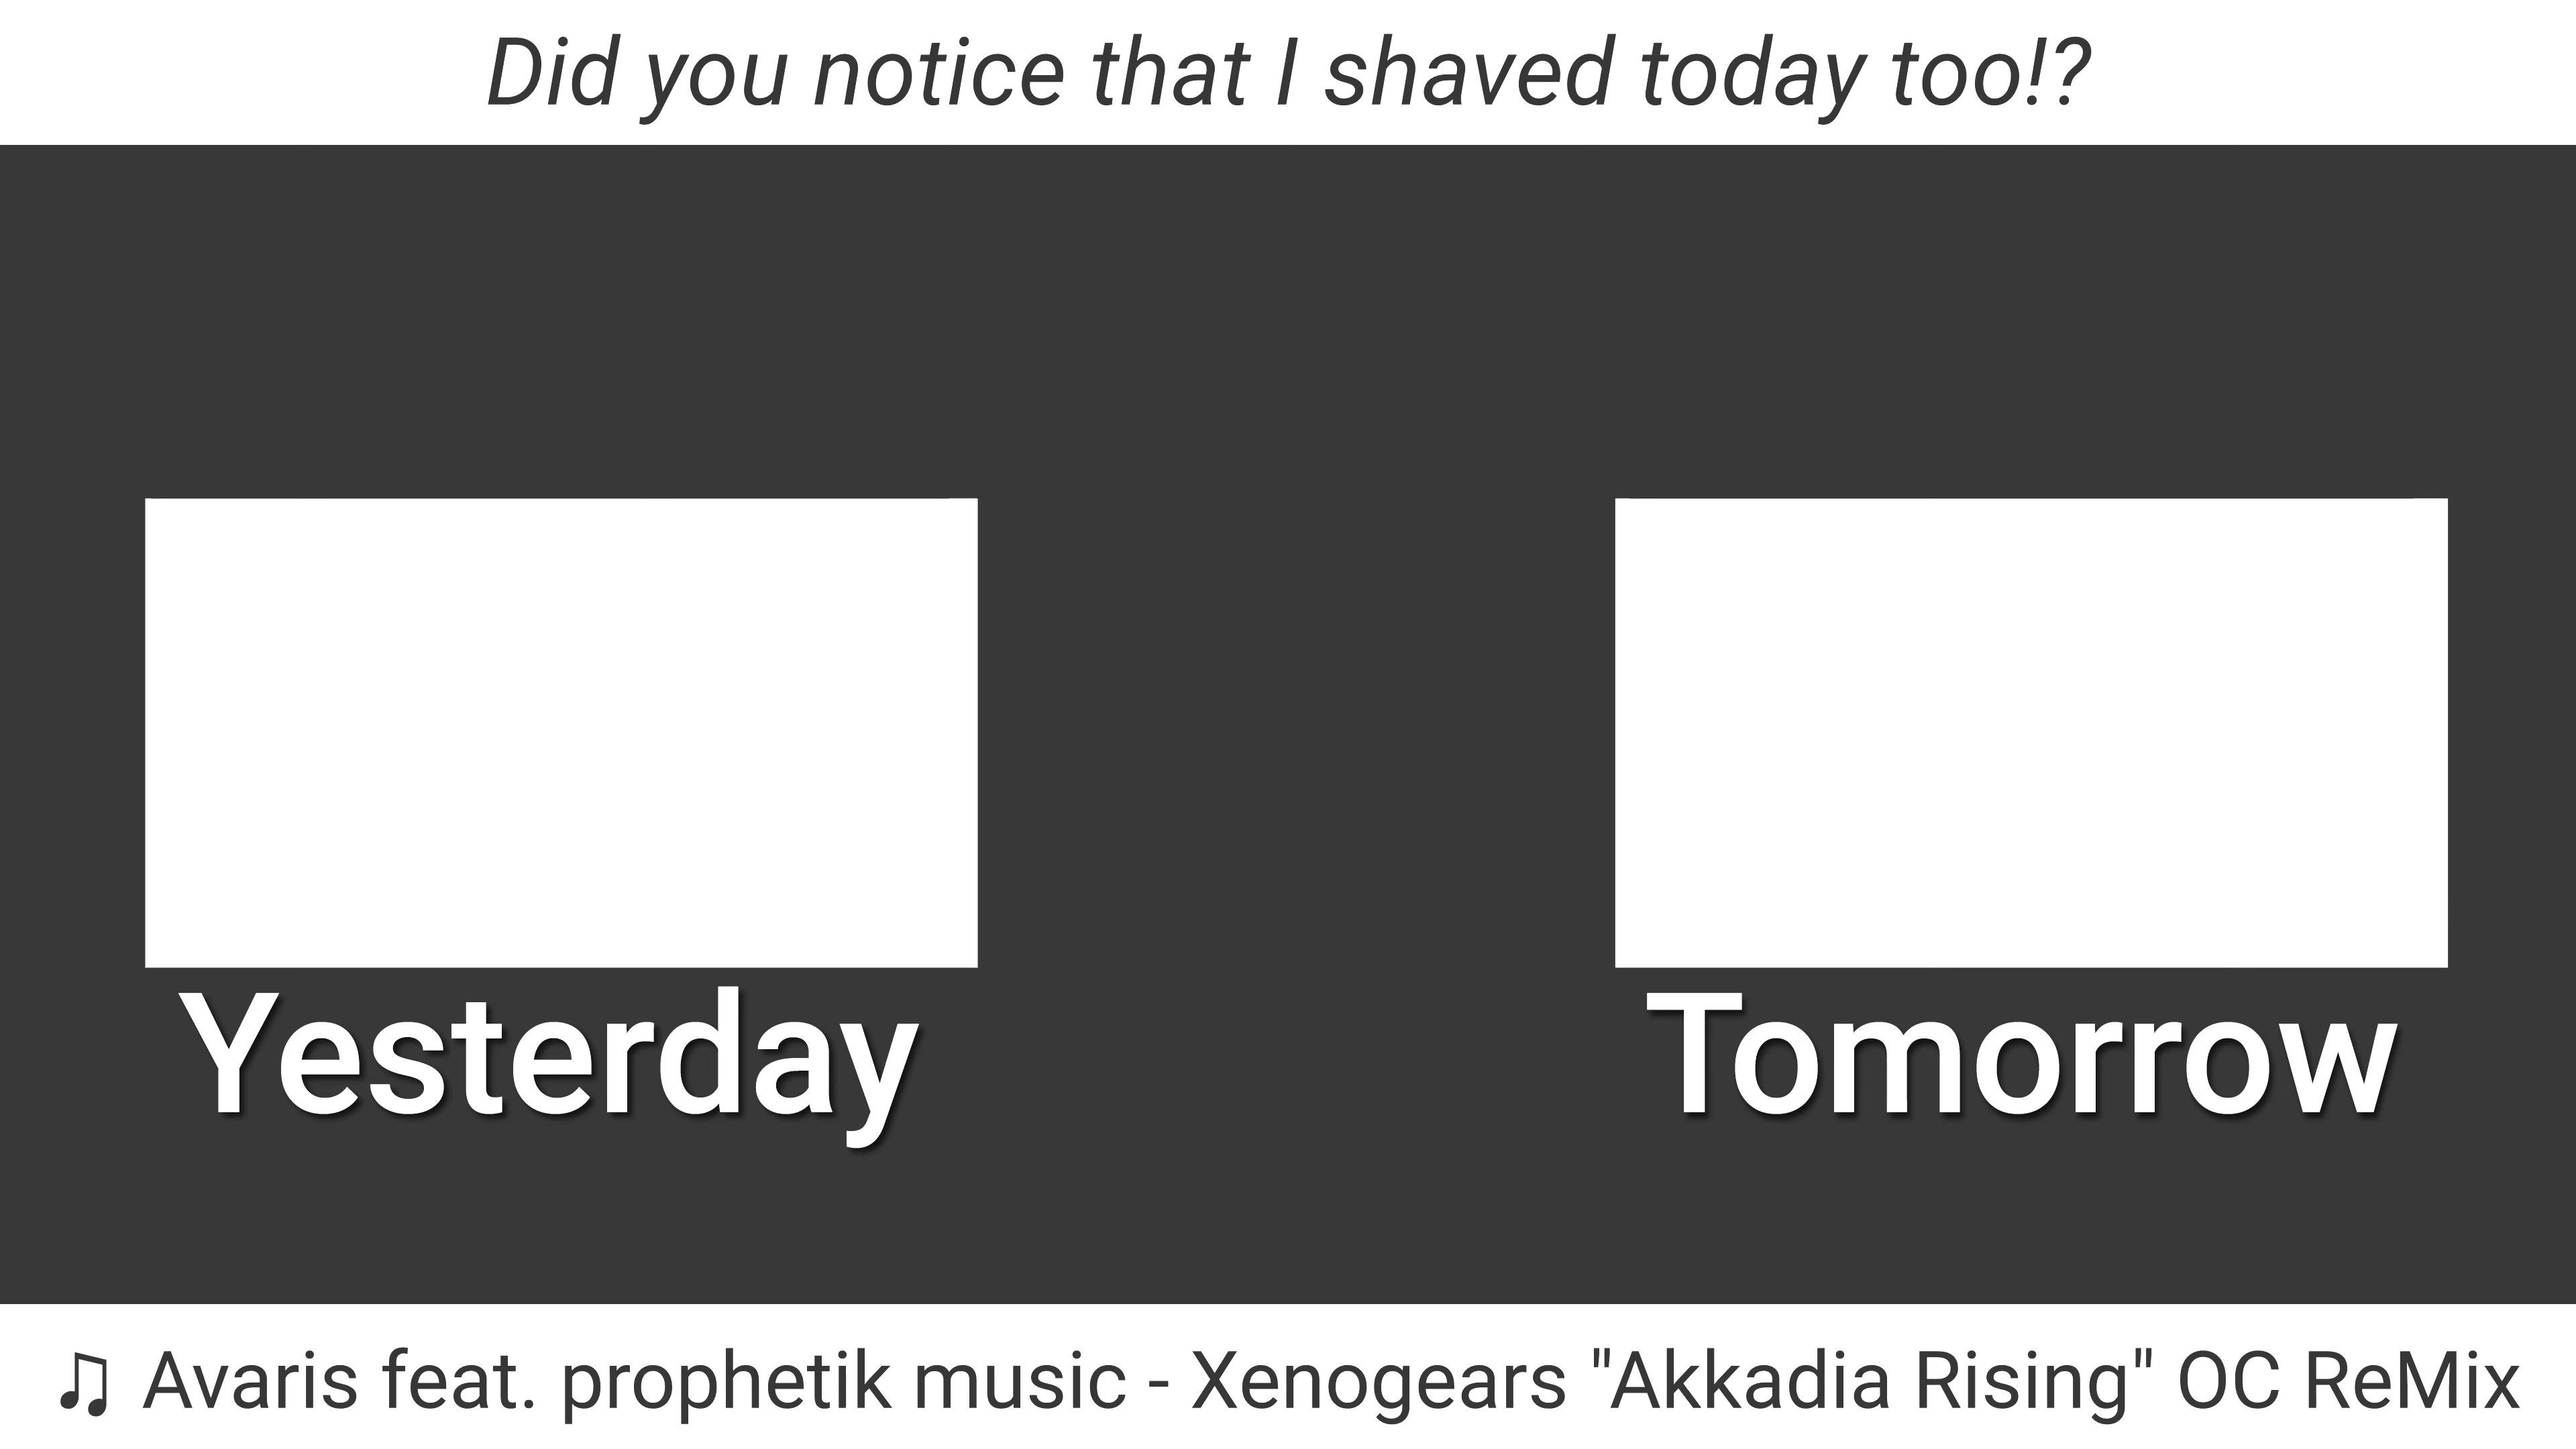 Did you notice that I shaved today too!?
Yesterday
Tomorrow
♫ Avaris feat. prophetik music - Xenogears "Akkadia Rising" OC ReMix